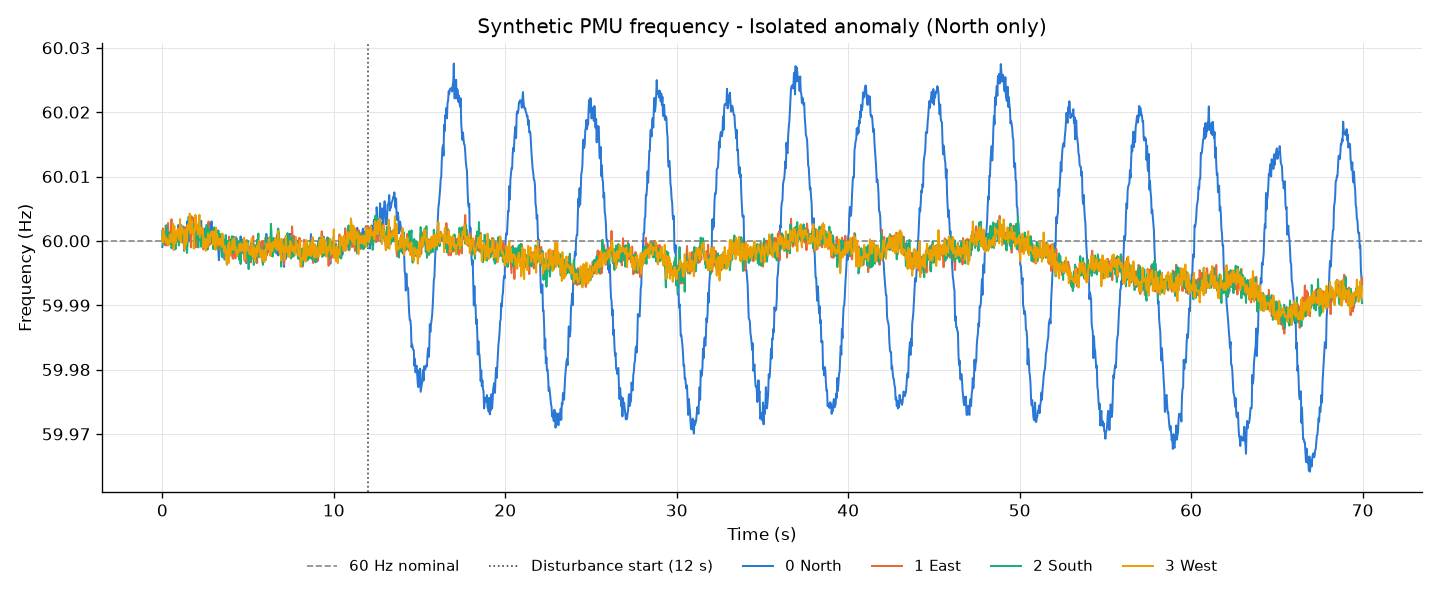 Synthetic PMU frequency - Isolated anomaly (North only)
Frequency (Hz)
60.03
60.02
60.01
60.00
59.99
59.98
59.97
0 10 20 30 40 50 60 70
Time (s)
60 Hz nominal Disturbance start (12 s) 0 North 1 East 2 South 3 West